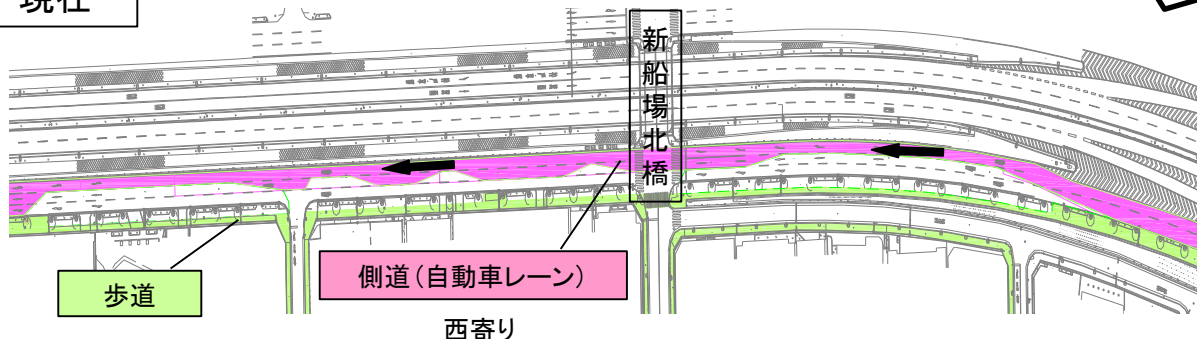 現在
新船場北橋
歩道
側道（自動車レーン）
西寄り